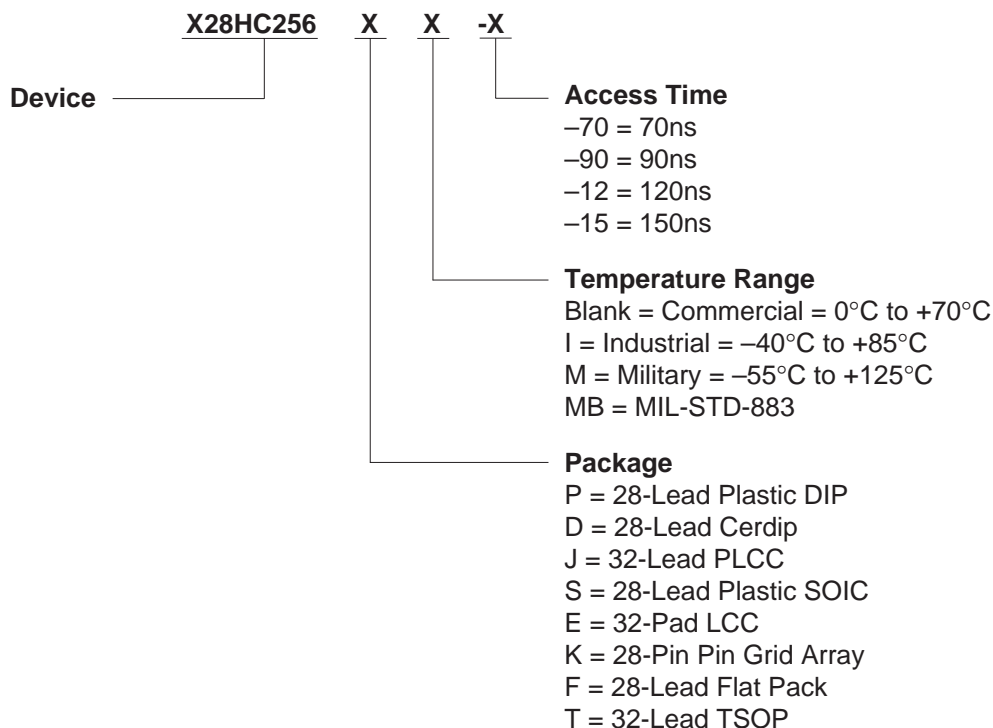 X28HC256 X X -X
Device
Access Time
–70 = 70ns
–90 = 90ns
–12 = 120ns
–15 = 150ns
Temperature Range
Blank = Commercial = 0°C to +70°C
I = Industrial = –40°C to +85°C
M = Military = –55°C to +125°C
MB = MIL-STD-883
Package
P = 28-Lead Plastic DIP
D = 28-Lead Cerdip
J = 32-Lead PLCC
S = 28-Lead Plastic SOIC
E = 32-Pad LCC
K = 28-Pin Pin Grid Array
F = 28-Lead Flat Pack
T = 32-Lead TSOP